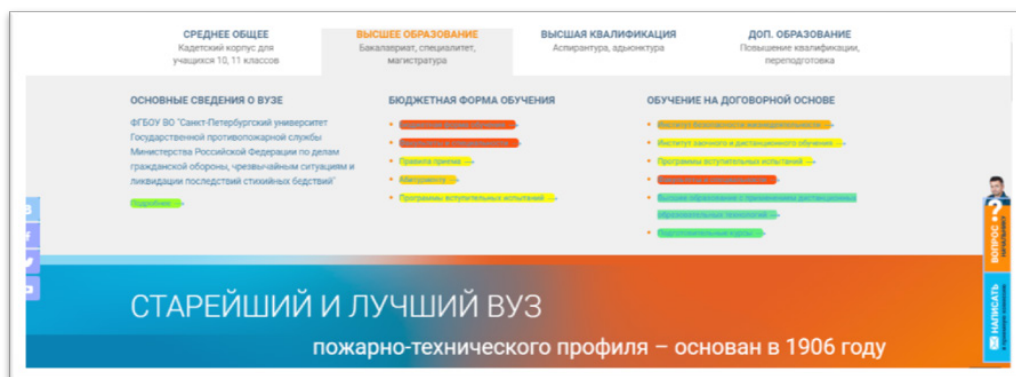 СРЕДНЕЕ ОБЩЕЕ
Кадетский корпус для
учащихся 10, 11 классов
ВЫСШЕЕ ОБРАЗОВАНИЕ
Бакалавриат, специалитет,
магистратура
ВЫСШАЯ КВАЛИФИКАЦИЯ
Аспирантура, адъюнктура
ДОП. ОБРАЗОВАНИЕ
Повышение квалификации,
переподготовка
ОСНОВНЫЕ СВЕДЕНИЯ О ВУЗЕ
ФГБОУ ВО "Санкт-Петербургский университет
Государственной противопожарной службы
Министерства Российской Федерации по делам
гражданской обороны, чрезвычайным ситуациям и
ликвидации последствий стихийных бедствий"
Подробнее
БЮДЖЕТНАЯ ФОРМА ОБУЧЕНИЯ
Правила приема
Абитуриенту
Программы вступительных испытаний
ОБУЧЕНИЕ НА ДОГОВОРНОЙ ОСНОВЕ
Институт безопасности жизнедеятельности
Институт заочного и дистанционного обучения
Программы вступительных испытаний
Высшее образование с применением дистанционных
образовательных технологий
Подготовительные курсы
ВОПРОС
НАПИСАТЬ
СТАРЕЙШИЙ И ЛУЧШИЙ ВУЗ
пожарно-технического профиля – основан в 1906 году